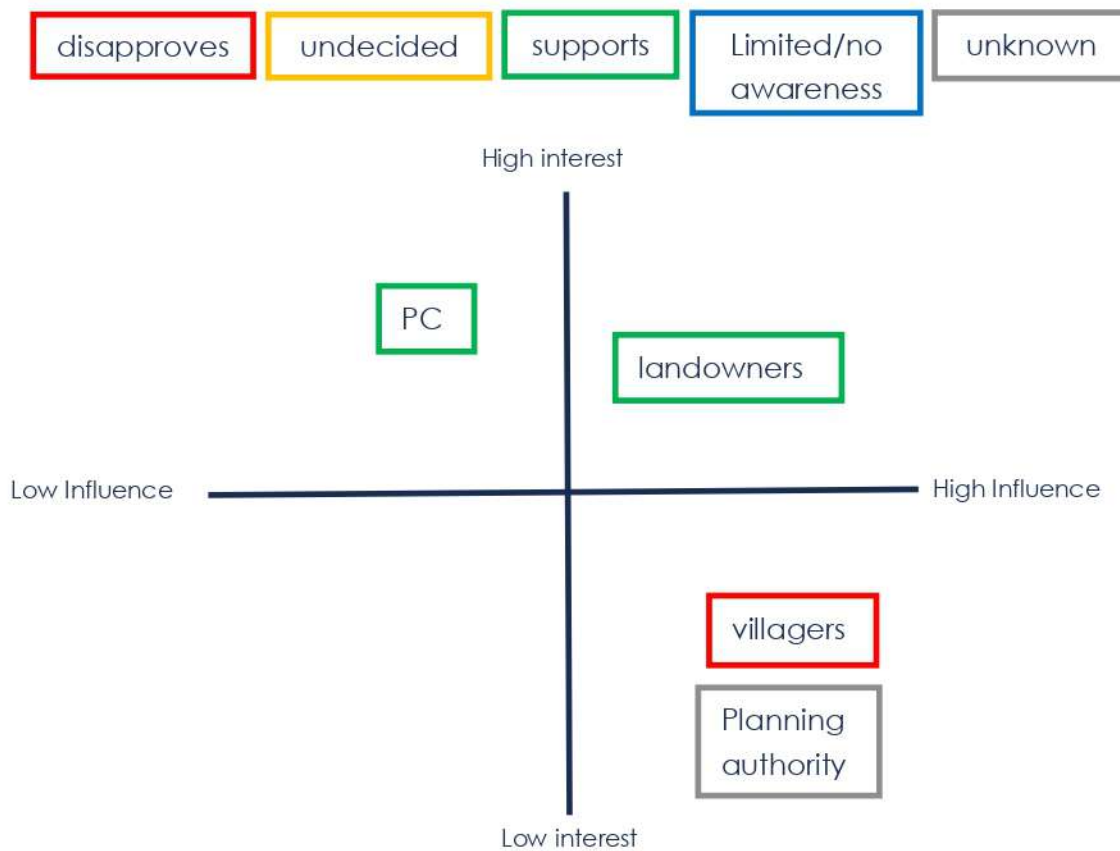 disapproves
undecided
supports
Limited/no
awareness
unknown
High interest
PC
landowners
Low Influence
High Influence
villagers
Planning
authority
Low interest